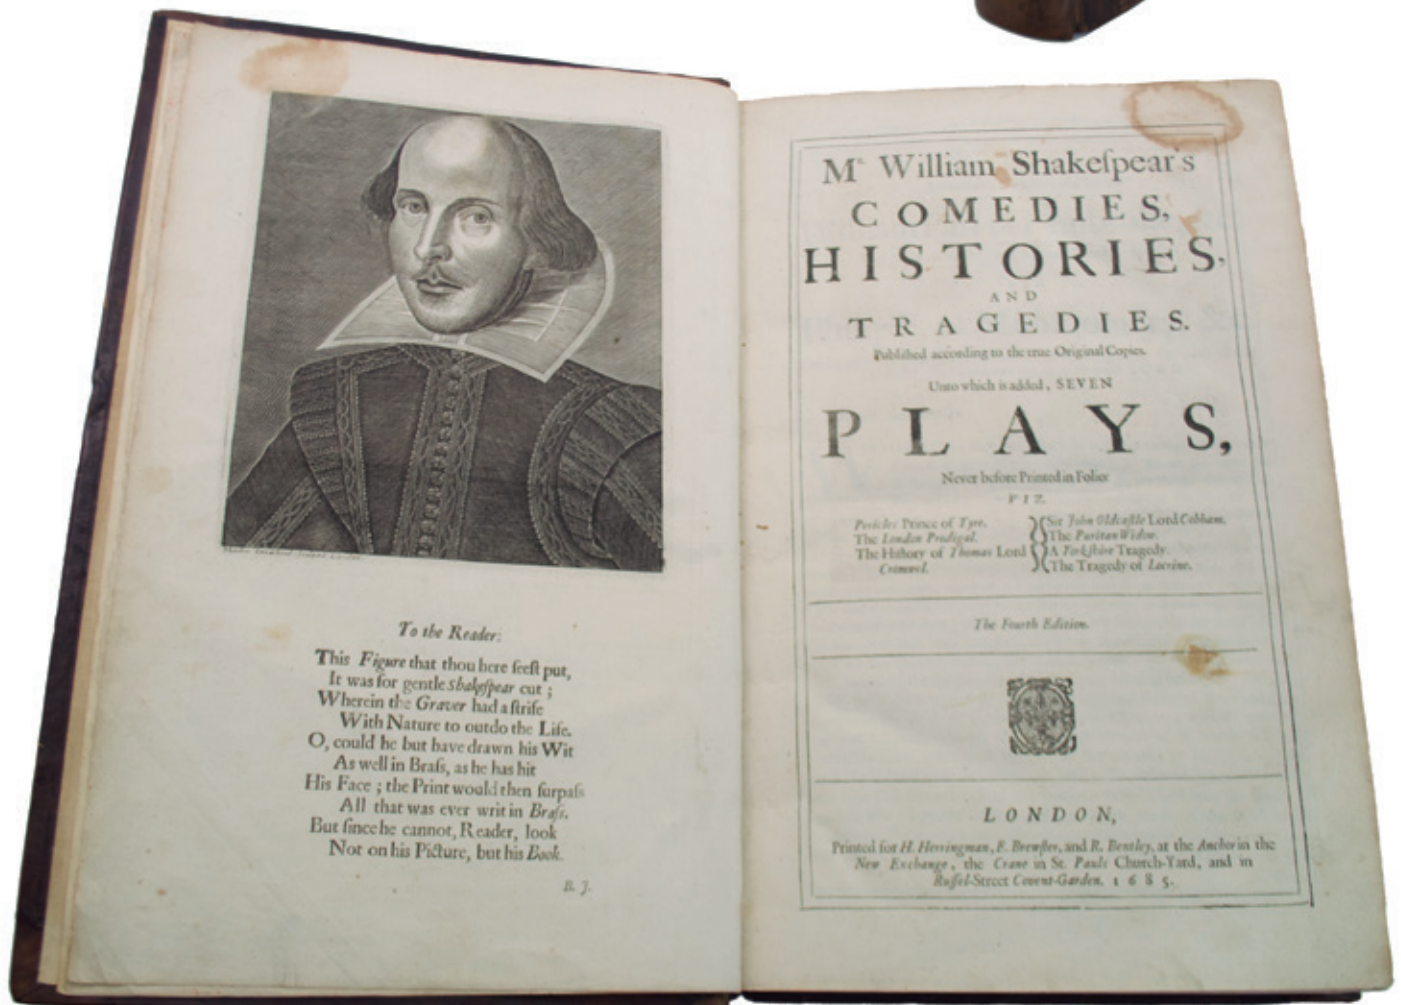 To the Reader:
This Figure that thou here ſeeſt put,
It was for gentle Shakeſpear cut;
Wherein the Graver had a ſtrife
With Nature to outdo the Life.
O, could he but have drawn his Wit
As well in Braſs, as he has hit
His Face; the Print would then ſurpaſs
All that was ever writ in Braſs.
But ſince he cannot, Reader, look
Not on his Picture, but his Book.
B. J.
Mr. William Shakeſpear's
COMEDIES,
HISTORIES,
AND
TRAGEDIES.
Publiſhed according to the true Original Copies.
Unto which is added, SEVEN
PLAYS,
Never before Printed in Folio:
VIZ.
Pericles Prince of Tyre.
The London Prodigal.
The Hiſtory of Thomas Lord
Cromwel.
Sir John Oldcaſtle Lord Cobham.
The Puritan Widow.
A Yorkſhire Tragedy.
The Tragedy of Locrine.
The Fourth Edition.
LONDON,
Printed for H. Herringman, E. Brewſter, and R. Bentley, at the Anchor in the
New Exchange, the Crane in St. Pauls Church-Yard, and in
Ruſſel-Street Covent-Garden. 1685.